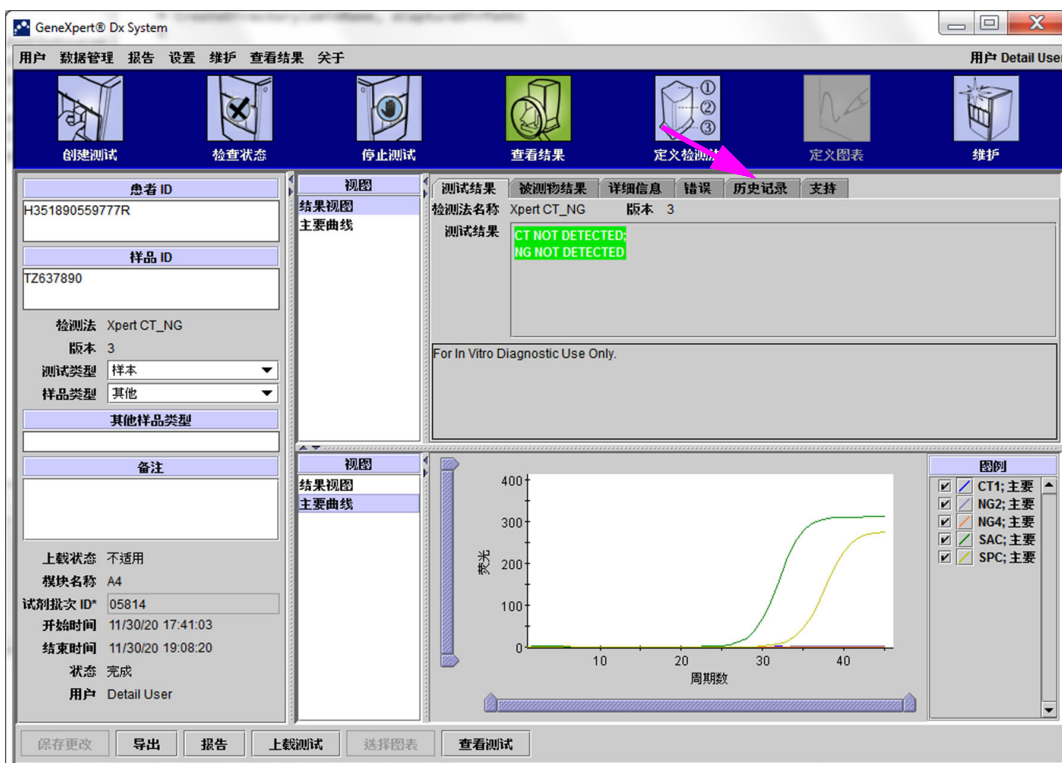 GeneXpert® Dx System
用户 数据管理 报告 设置 维护 查看结果 关于 用户 Detail User
创建测试 检查状态 停止测试 查看结果 定义检测法 定义图表 维护
患者 ID
H351890559777R
样品 ID
TZ637890
检测法 Xpert CT_NG
版本 3
测试类型 样本
样品类型 其他
其他样品类型
备注
上载状态 不适用
模块名称 A4
试剂批次 ID* 05814
开始时间 11/30/20 17:41:03
结束时间 11/30/20 19:08:20
状态 完成
用户 Detail User
视图
结果视图
主要曲线
测试结果 被测物结果 详细信息 错误 历史记录 支持
检测法名称 Xpert CT_NG 版本 3
测试结果 CT NOT DETECTED;
NG NOT DETECTED
For In Vitro Diagnostic Use Only.
视图
结果视图
主要曲线
荧光
400
300
200
100
0
10 20 30 40
周期数
图例
CT1; 主要
NG2; 主要
NG4; 主要
SAC; 主要
SPC; 主要
保存更改 导出 报告 上载测试 选择图表 查看测试